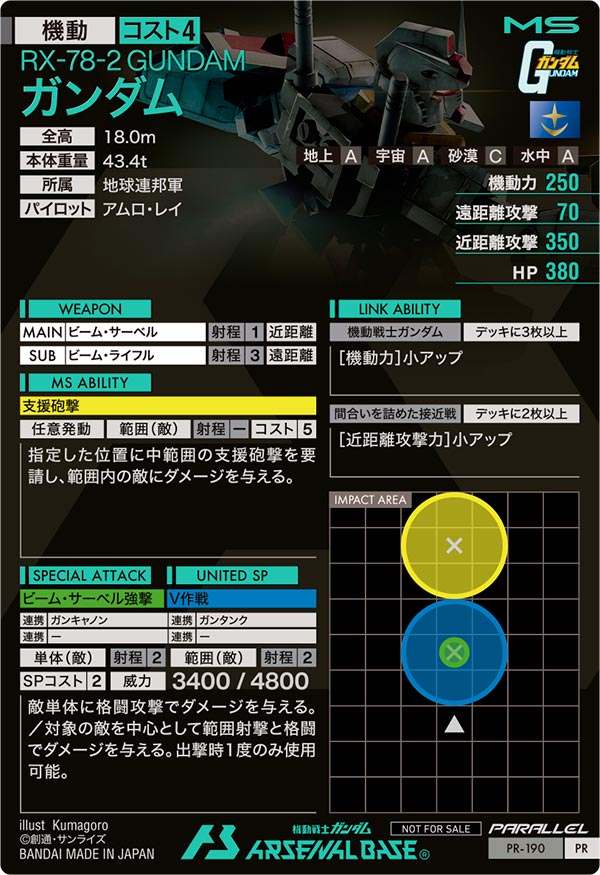 機動 コスト4
MS
RX-78-2 GUNDAM
ガンダム
機動戦士
ガンダム
GUNDAM
全高 18.0m
本体重量 43.4t
所属 地球連邦軍
パイロット アムロ・レイ
地上 A 宇宙 A 砂漠 C 水中 A
機動力 250
遠距離攻撃 70
近距離攻撃 350
HP 380
WEAPON
MAIN ビーム・サーベル 射程 1 近距離
SUB ビーム・ライフル 射程 3 遠距離
MS ABILITY
支援砲撃
任意発動 範囲(敵) 射程 ー コスト 5
指定した位置に中範囲の支援砲撃を要
請し、範囲内の敵にダメージを与える。
LINK ABILITY
機動戦士ガンダム デッキに3枚以上
[機動力]小アップ
間合いを詰めた接近戦 デッキに2枚以上
[近距離攻撃力]小アップ
IMPACT AREA
SPECIAL ATTACK UNITED SP
ビーム・サーベル強撃 V作戦
連携 ガンキャノン 連携 ガンタンク
連携 ー 連携 ー
単体(敵) 射程 2 範囲(敵) 射程 2
SPコスト 2 威力 3400 / 4800
敵単体に格闘攻撃でダメージを与える。
／対象の敵を中心として範囲射撃と格闘
でダメージを与える。出撃時1度のみ使用
可能。
illust Kumagoro
©創通・サンライズ
BANDAI MADE IN JAPAN
機動戦士ガンダム
ARSENAL BASE®
NOT FOR SALE
PARALLEL
PR-190 PR